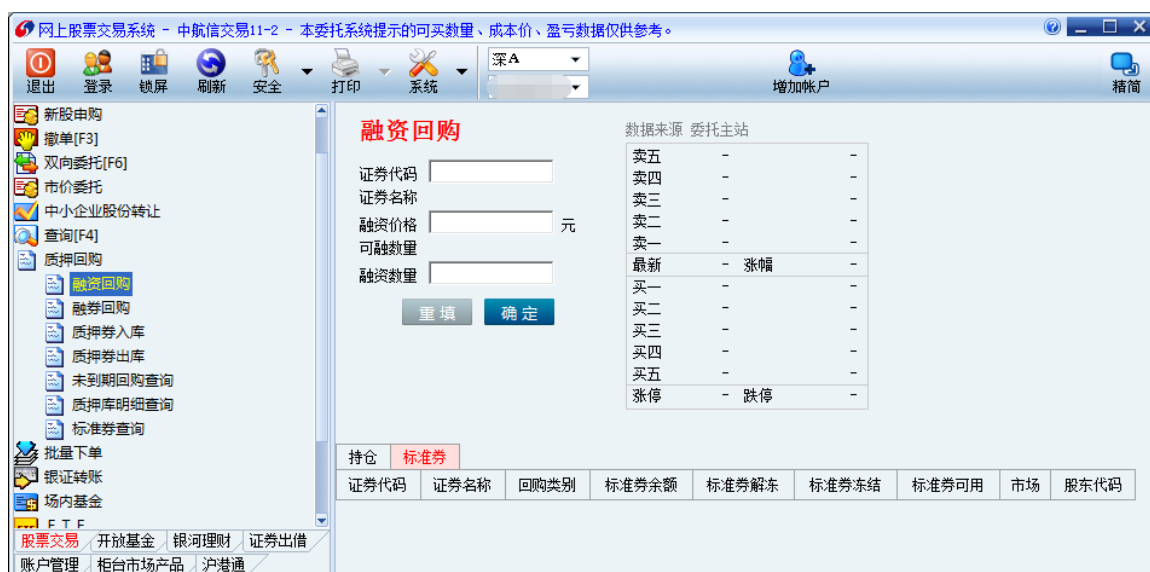 网上股票交易系统 - 中航信交易11-2 - 本委托系统提示的可买数量、成本价、盈亏数据仅供参考。
退出 登录 锁屏 刷新 安全 打印 系统 深A 增加帐户 精简
新股申购
撤单[F3]
双向委托[F6]
市价委托
中小企业股份转让
查询[F4]
质押回购
融资回购
融券回购
质押券入库
质押券出库
未到期回购查询
质押库明细查询
标准券查询
批量下单
银证转账
场内基金
ETF
股票交易 开放基金 银河理财 证券出借
账户管理 柜台市场产品 沪港通
融资回购
证券代码
证券名称
融资价格 元
可融数量
融资数量
重填 确定
数据来源 委托主站
卖五 - -
卖四 - -
卖三 - -
卖二 - -
卖一 - -
最新 - 涨幅 -
买一 - -
买二 - -
买三 - -
买四 - -
买五 - -
涨停 - 跌停 -
持仓 标准券
证券代码 证券名称 回购类别 标准券余额 标准券解冻 标准券冻结 标准券可用 市场 股东代码